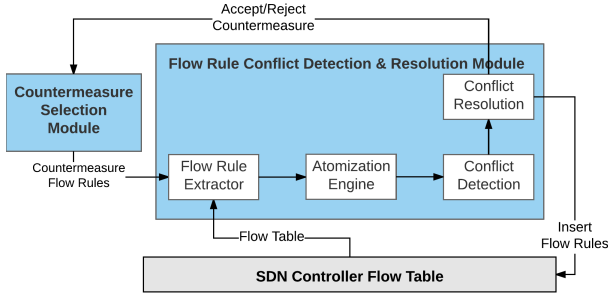 Accept/Reject
Countermeasure
Flow Rule Conflict Detection & Resolution Module
Countermeasure
Selection
Module
Conflict
Resolution
Countermeasure
Flow Rules
Flow Rule
Extractor
Atomization
Engine
Conflict
Detection
Insert
Flow Rules
Flow Table
SDN Controller Flow Table